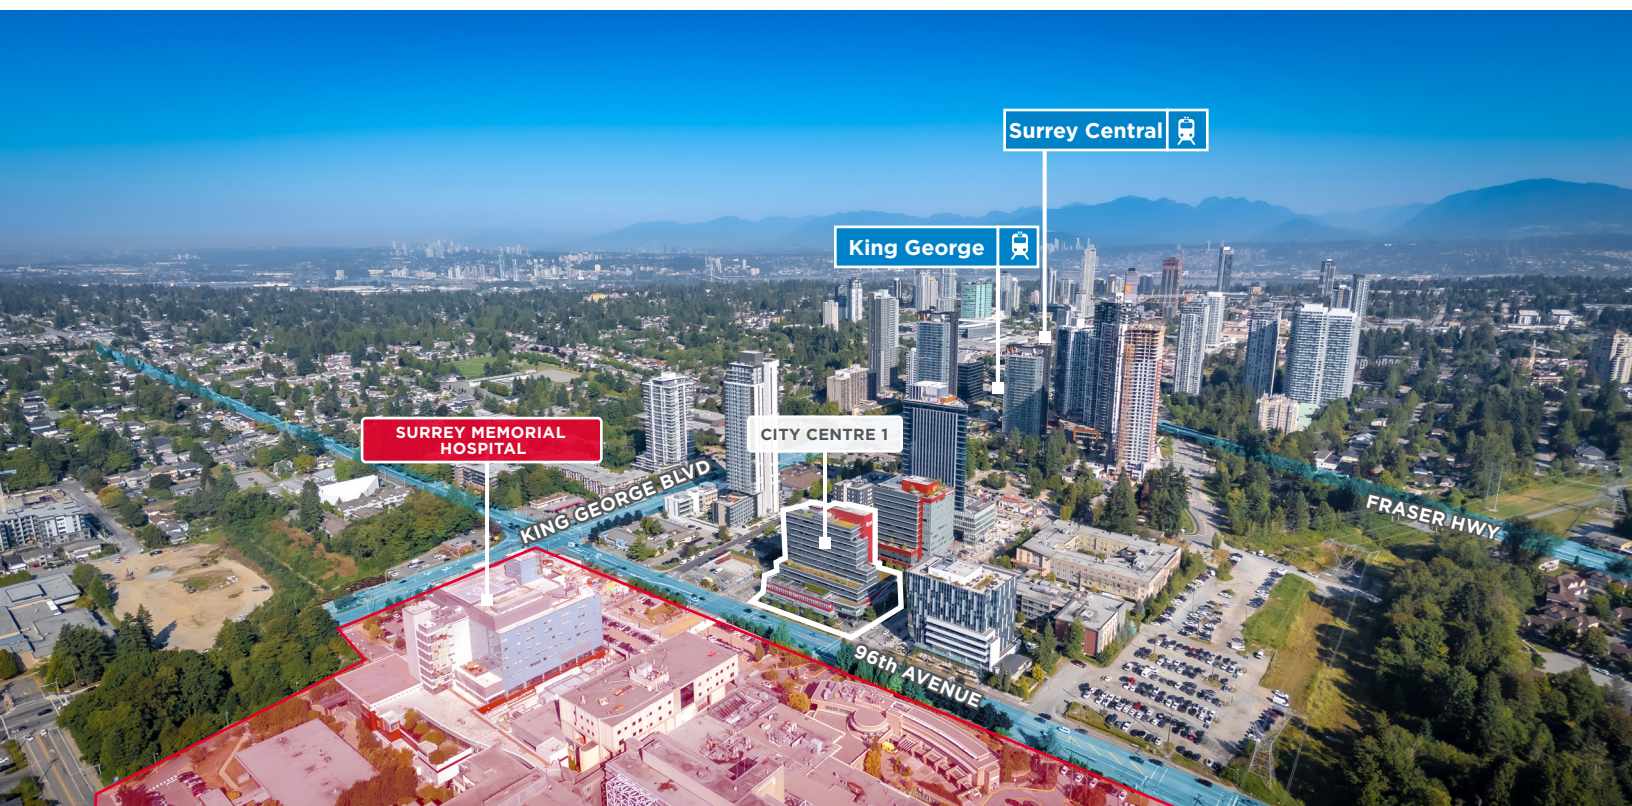 Surrey Central
King George
SURREY MEMORIAL
HOSPITAL
CITY CENTRE 1
KING GEORGE BLVD
FRASER HWY
96th AVENUE